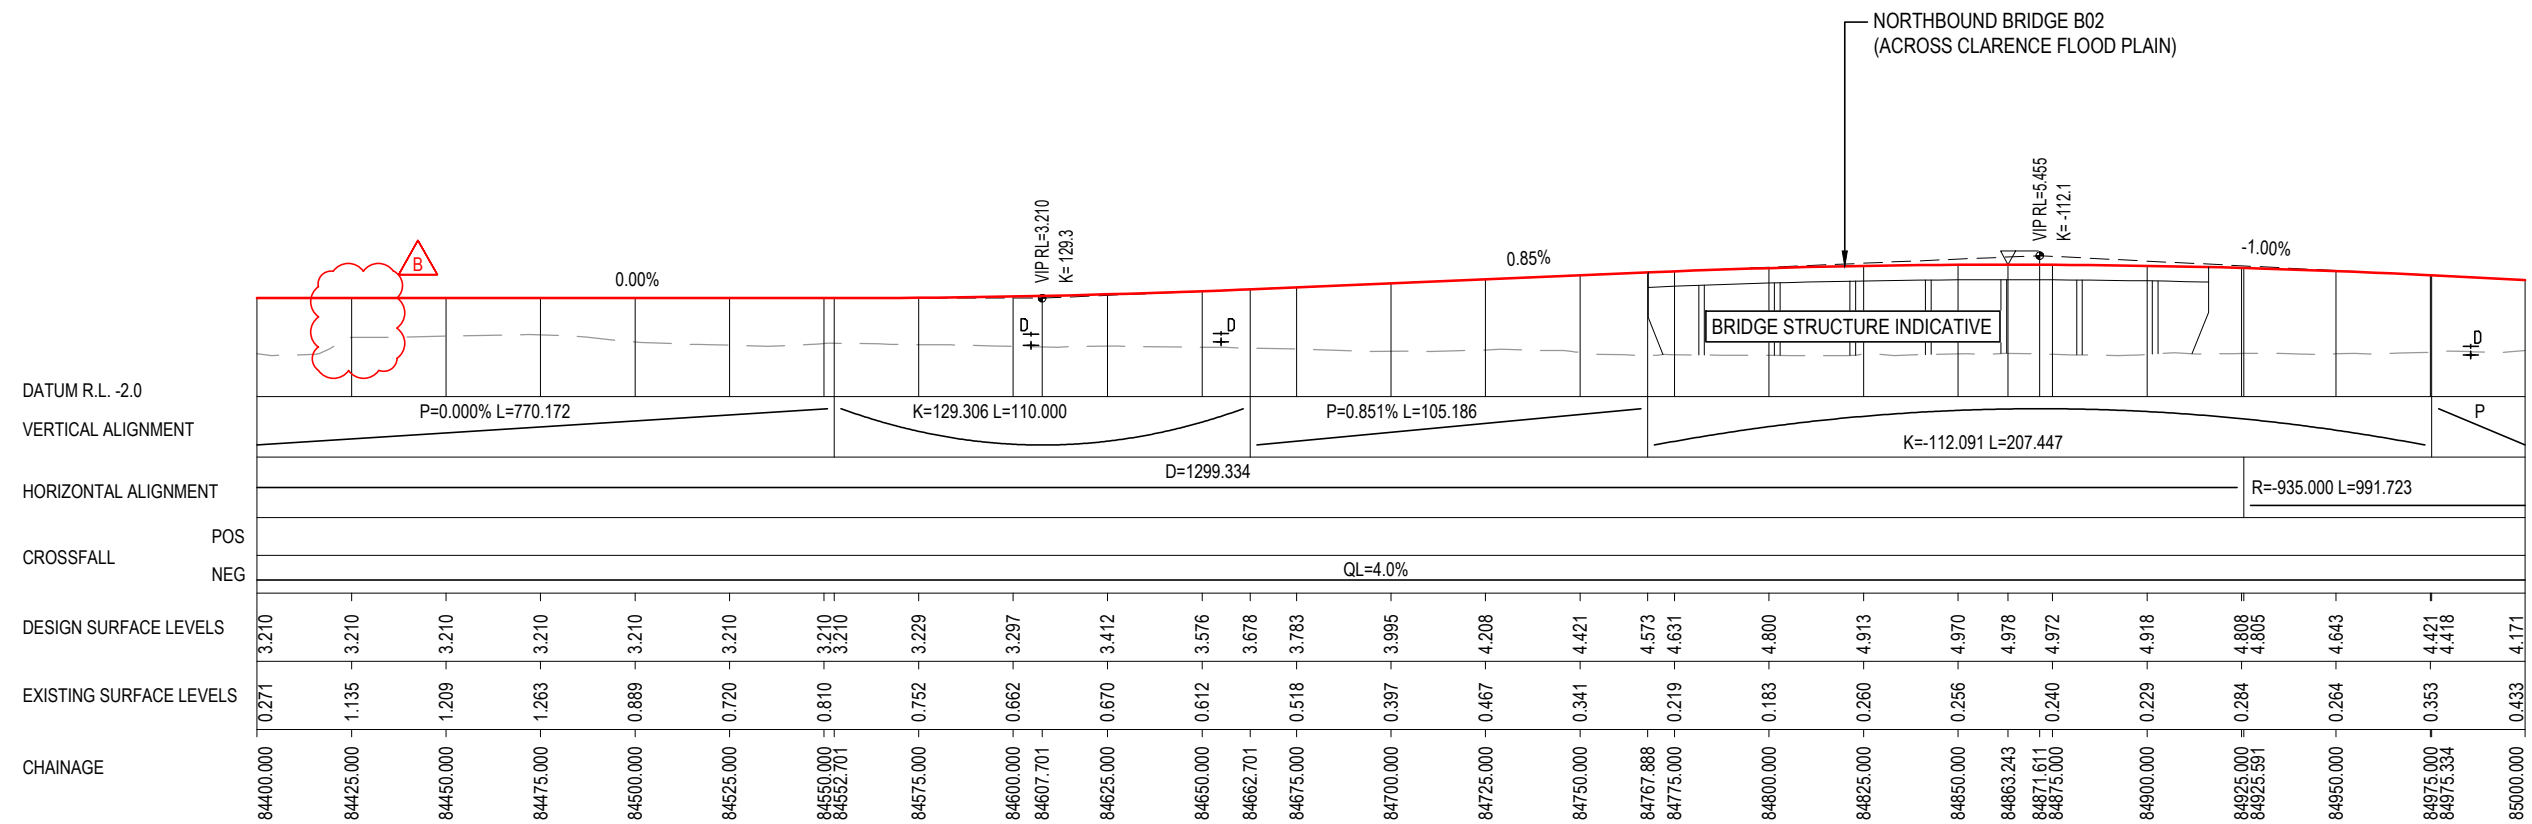 NORTHBOUND BRIDGE B02
(ACROSS CLARENCE FLOOD PLAIN)
B
0.00%
VIP RL=3.210
K= 129.3
0.85%
VIP RL=5.455
K= -112.1
-1.00%
D
D
D
BRIDGE STRUCTURE INDICATIVE
DATUM R.L. -2.0
VERTICAL ALIGNMENT
P=0.000% L=770.172
K=129.306 L=110.000
P=0.851% L=105.186
K=-112.091 L=207.447
P
HORIZONTAL ALIGNMENT
D=1299.334
R=-935.000 L=991.723
CROSSFALL
POS
NEG
QL=4.0%
DESIGN SURFACE LEVELS
3.210 3.210 3.210 3.210 3.210 3.210 3.210 3.210 3.229 3.297 3.412 3.576 3.678 3.783 3.995 4.208 4.421 4.573 4.631 4.800 4.913 4.970 4.978 4.972 4.918 4.808 4.805 4.643 4.421 4.418 4.171
EXISTING SURFACE LEVELS
0.271 1.135 1.209 1.263 0.889 0.720 0.810 0.752 0.662 0.670 0.612 0.518 0.397 0.467 0.341 0.219 0.183 0.260 0.256 0.240 0.229 0.284 0.264 0.353 0.433
CHAINAGE
84400.000 84425.000 84450.000 84475.000 84500.000 84525.000 84550.000 84552.701 84575.000 84600.000 84607.701 84625.000 84650.000 84662.701 84675.000 84700.000 84725.000 84750.000 84767.888 84775.000 84800.000 84825.000 84850.000 84863.243 84871.611 84875.000 84900.000 84925.000 84925.591 84950.000 84975.000 84975.334 85000.000